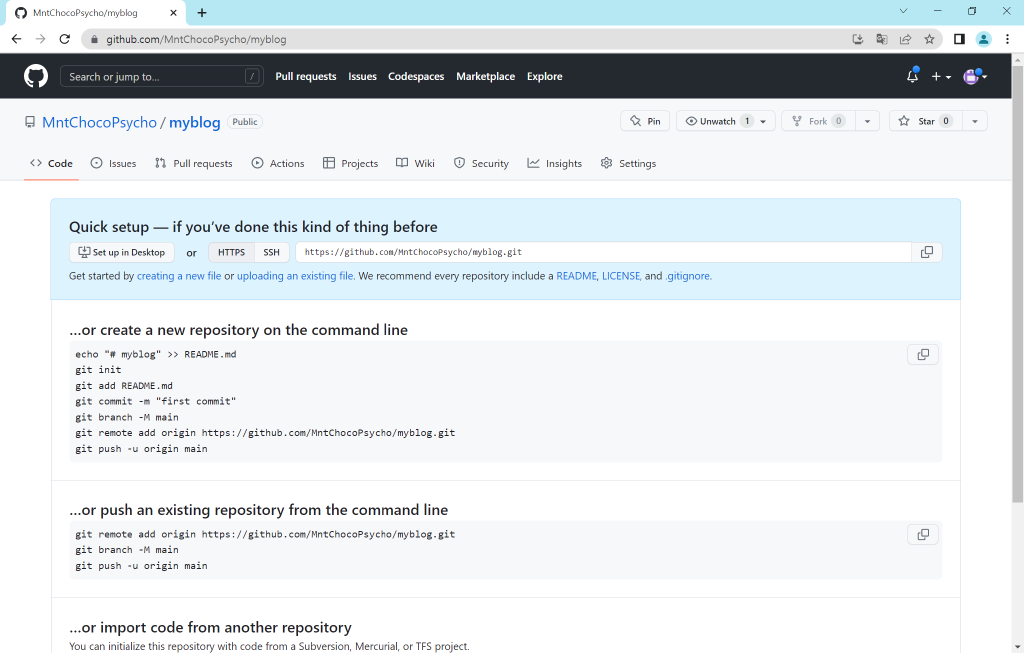 MntChocoPsycho/myblog
github.com/MntChocoPsycho/myblog
Search or jump to... / Pull requests Issues Codespaces Marketplace Explore
MntChocoPsycho / myblog Public Pin Unwatch 1 Fork 0 Star 0
Code Issues Pull requests Actions Projects Wiki Security Insights Settings
Quick setup — if you’ve done this kind of thing before
Set up in Desktop or HTTPS SSH https://github.com/MntChocoPsycho/myblog.git
Get started by creating a new file or uploading an existing file. We recommend every repository include a README, LICENSE, and .gitignore.
…or create a new repository on the command line
echo "# myblog" >> README.md
git init
git add README.md
git commit -m "first commit"
git branch -M main
git remote add origin https://github.com/MntChocoPsycho/myblog.git
git push -u origin main
…or push an existing repository from the command line
git remote add origin https://github.com/MntChocoPsycho/myblog.git
git branch -M main
git push -u origin main
…or import code from another repository
You can initialize this repository with code from a Subversion, Mercurial, or TFS project.